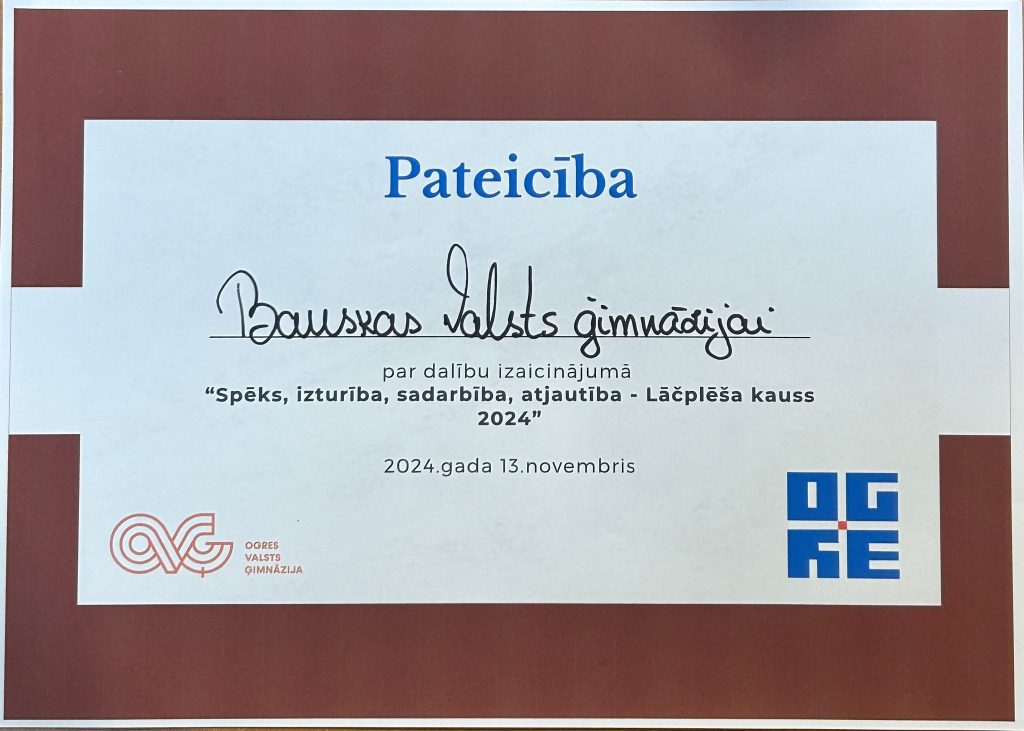 Pateicība
Bauskas Valsts ģimnāzijai
par dalību izaicinājumā
“Spēks, izturība, sadarbība, atjautība - Lāčplēša kauss
2024”
2024.gada 13.novembris
OVĢ
OGRES
VALSTS
ĢIMNĀZIJA
OG
RE